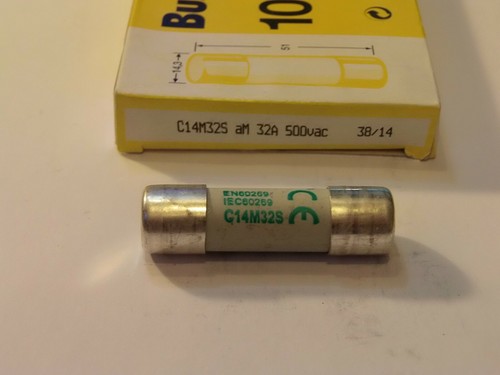 Bu
10
51
14,3
C14M32S aM 32A 500vac 38/14
EN60269
IEC60269
C14M32S
CE